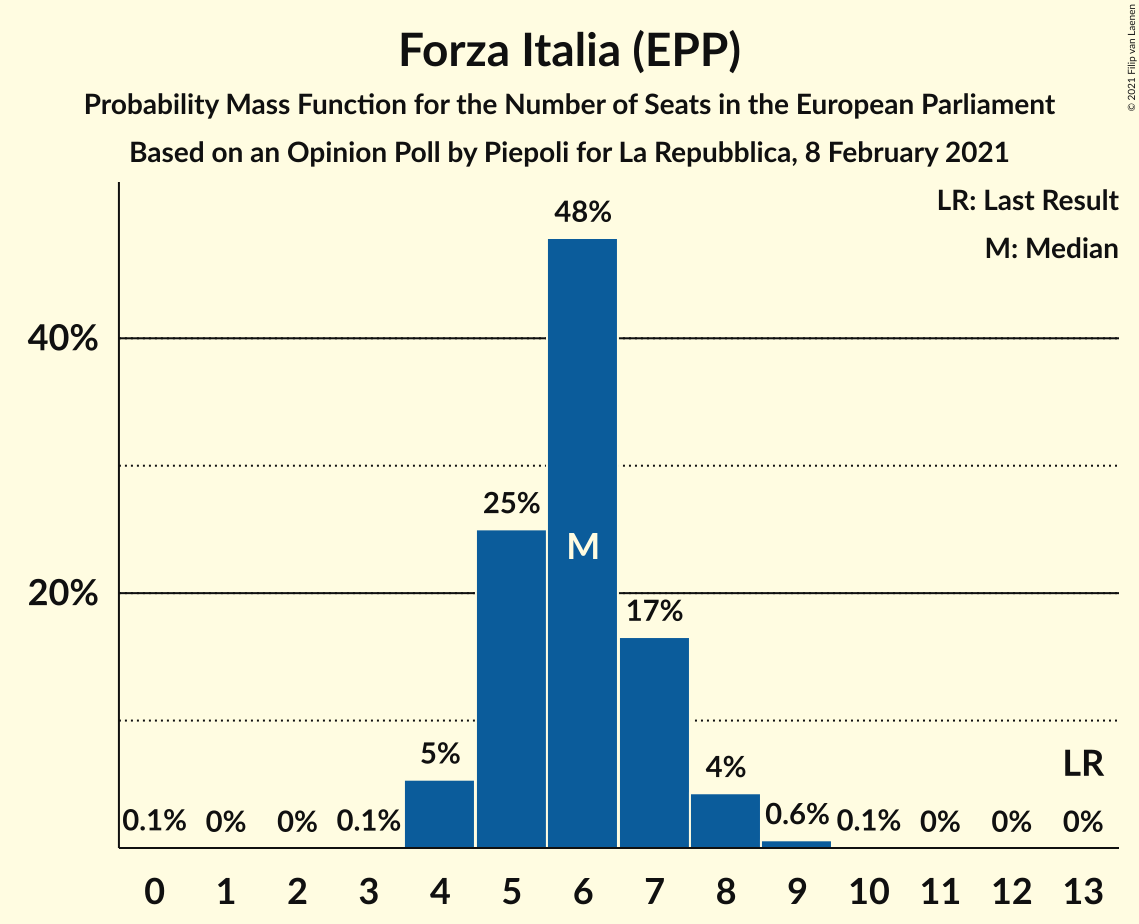 Forza Italia (EPP)
Probability Mass Function for the Number of Seats in the European Parliament
Based on an Opinion Poll by Piepoli for La Repubblica, 8 February 2021
© 2021 Filip van Laenen
LR: Last Result
M: Median
48%
40%
25%
M
20%
17%
5%
4%
LR
0.1% 0% 0% 0.1% 0.6% 0.1% 0% 0% 0%
0 1 2 3 4 5 6 7 8 9 10 11 12 13